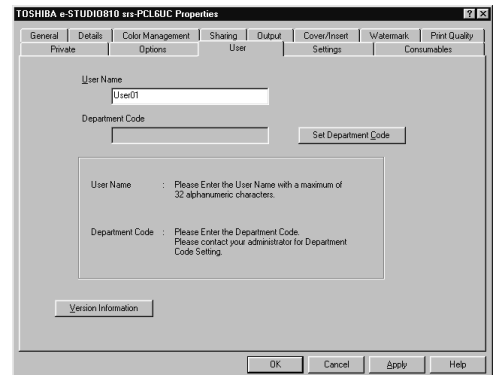 TOSHIBA e-STUDIO810 srs-PCL6UC Properties
General Details Color Management Sharing Output Cover/Insert Watermark Print Quality
Private Options User Settings Consumables
User Name
User01
Department Code
Set Department Code
User Name : Please Enter the User Name with a maximum of
32 alphanumeric characters.
Department Code : Please Enter the Department Code.
Please contact your administrator for Department
Code Setting.
Version Information
OK Cancel Apply Help